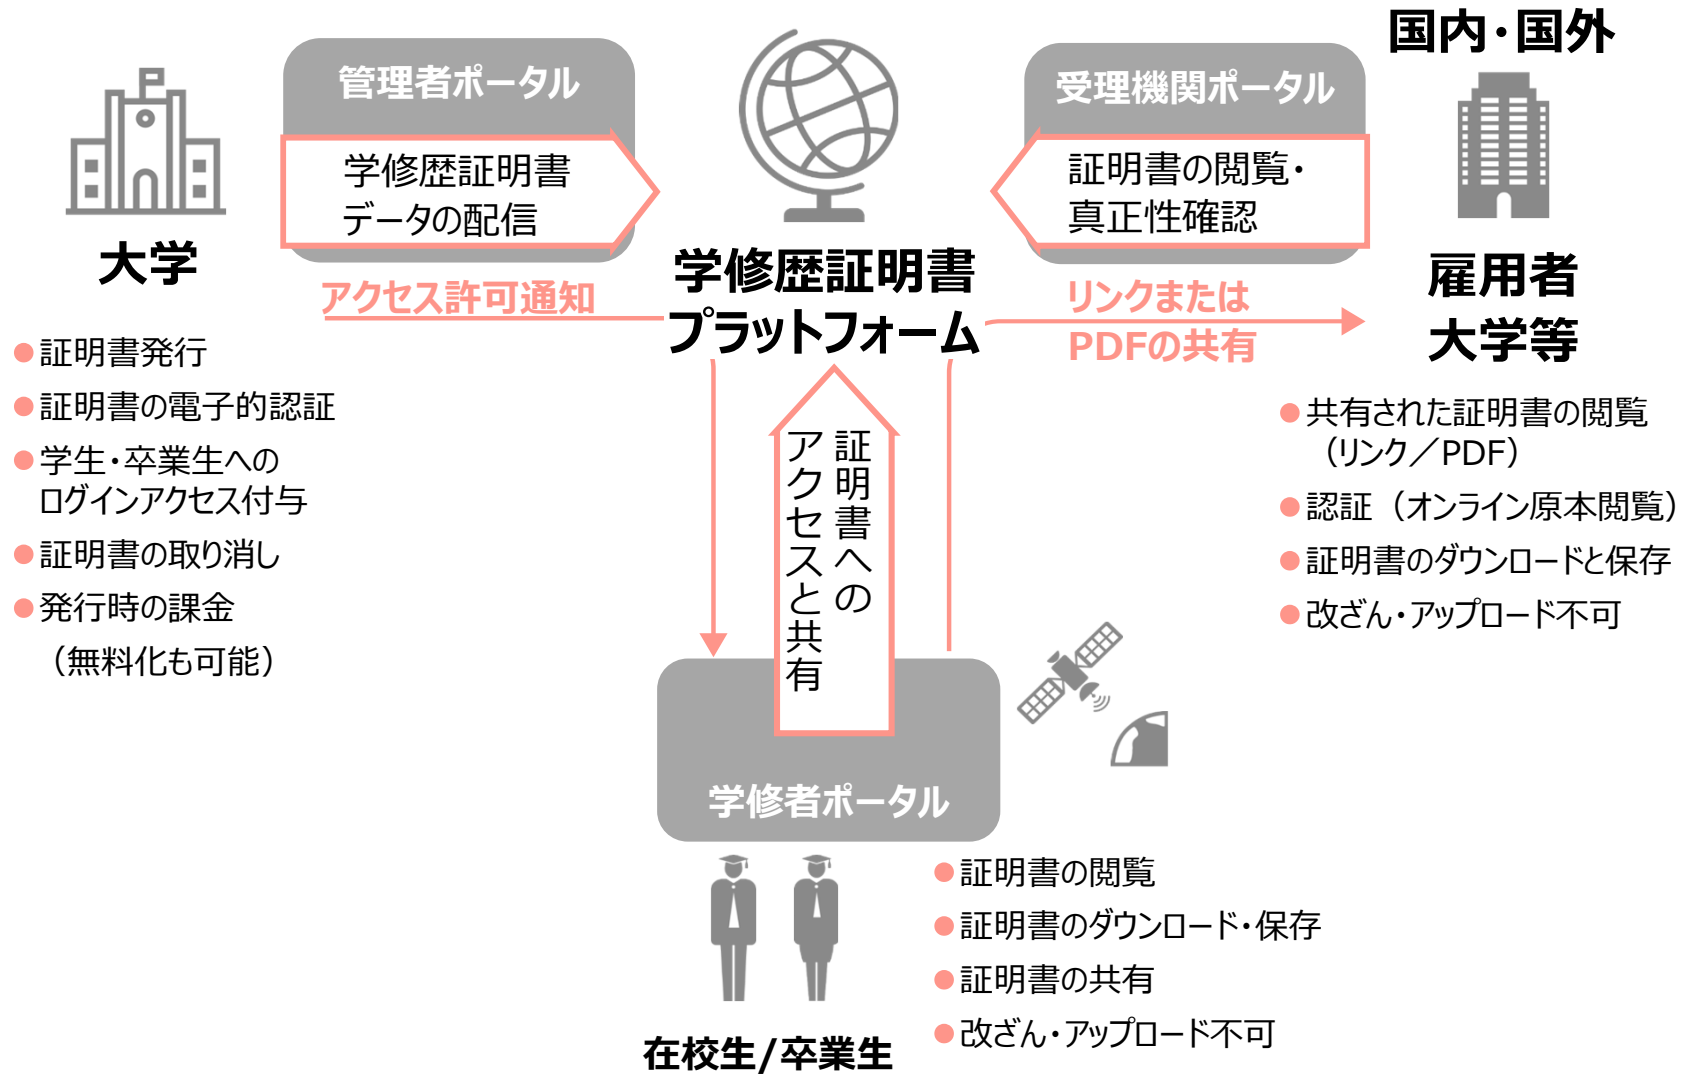 国内・国外
管理者ポータル
学修歴証明書
データの配信
受理機関ポータル
証明書の閲覧・
真正性確認
大学
学修歴証明書
プラットフォーム
雇用者
大学等
アクセス許可通知
リンクまたは
PDFの共有
●証明書発行
●証明書の電子的認証
●学生・卒業生への
ログインアクセス付与
●証明書の取り消し
●発行時の課金
（無料化も可能）
証明書への
アクセスと共有
●共有された証明書の閲覧
（リンク／PDF）
●認証（オンライン原本閲覧）
●証明書のダウンロードと保存
●改ざん・アップロード不可
学修者ポータル
●証明書の閲覧
●証明書のダウンロード・保存
●証明書の共有
●改ざん・アップロード不可
在校生/卒業生